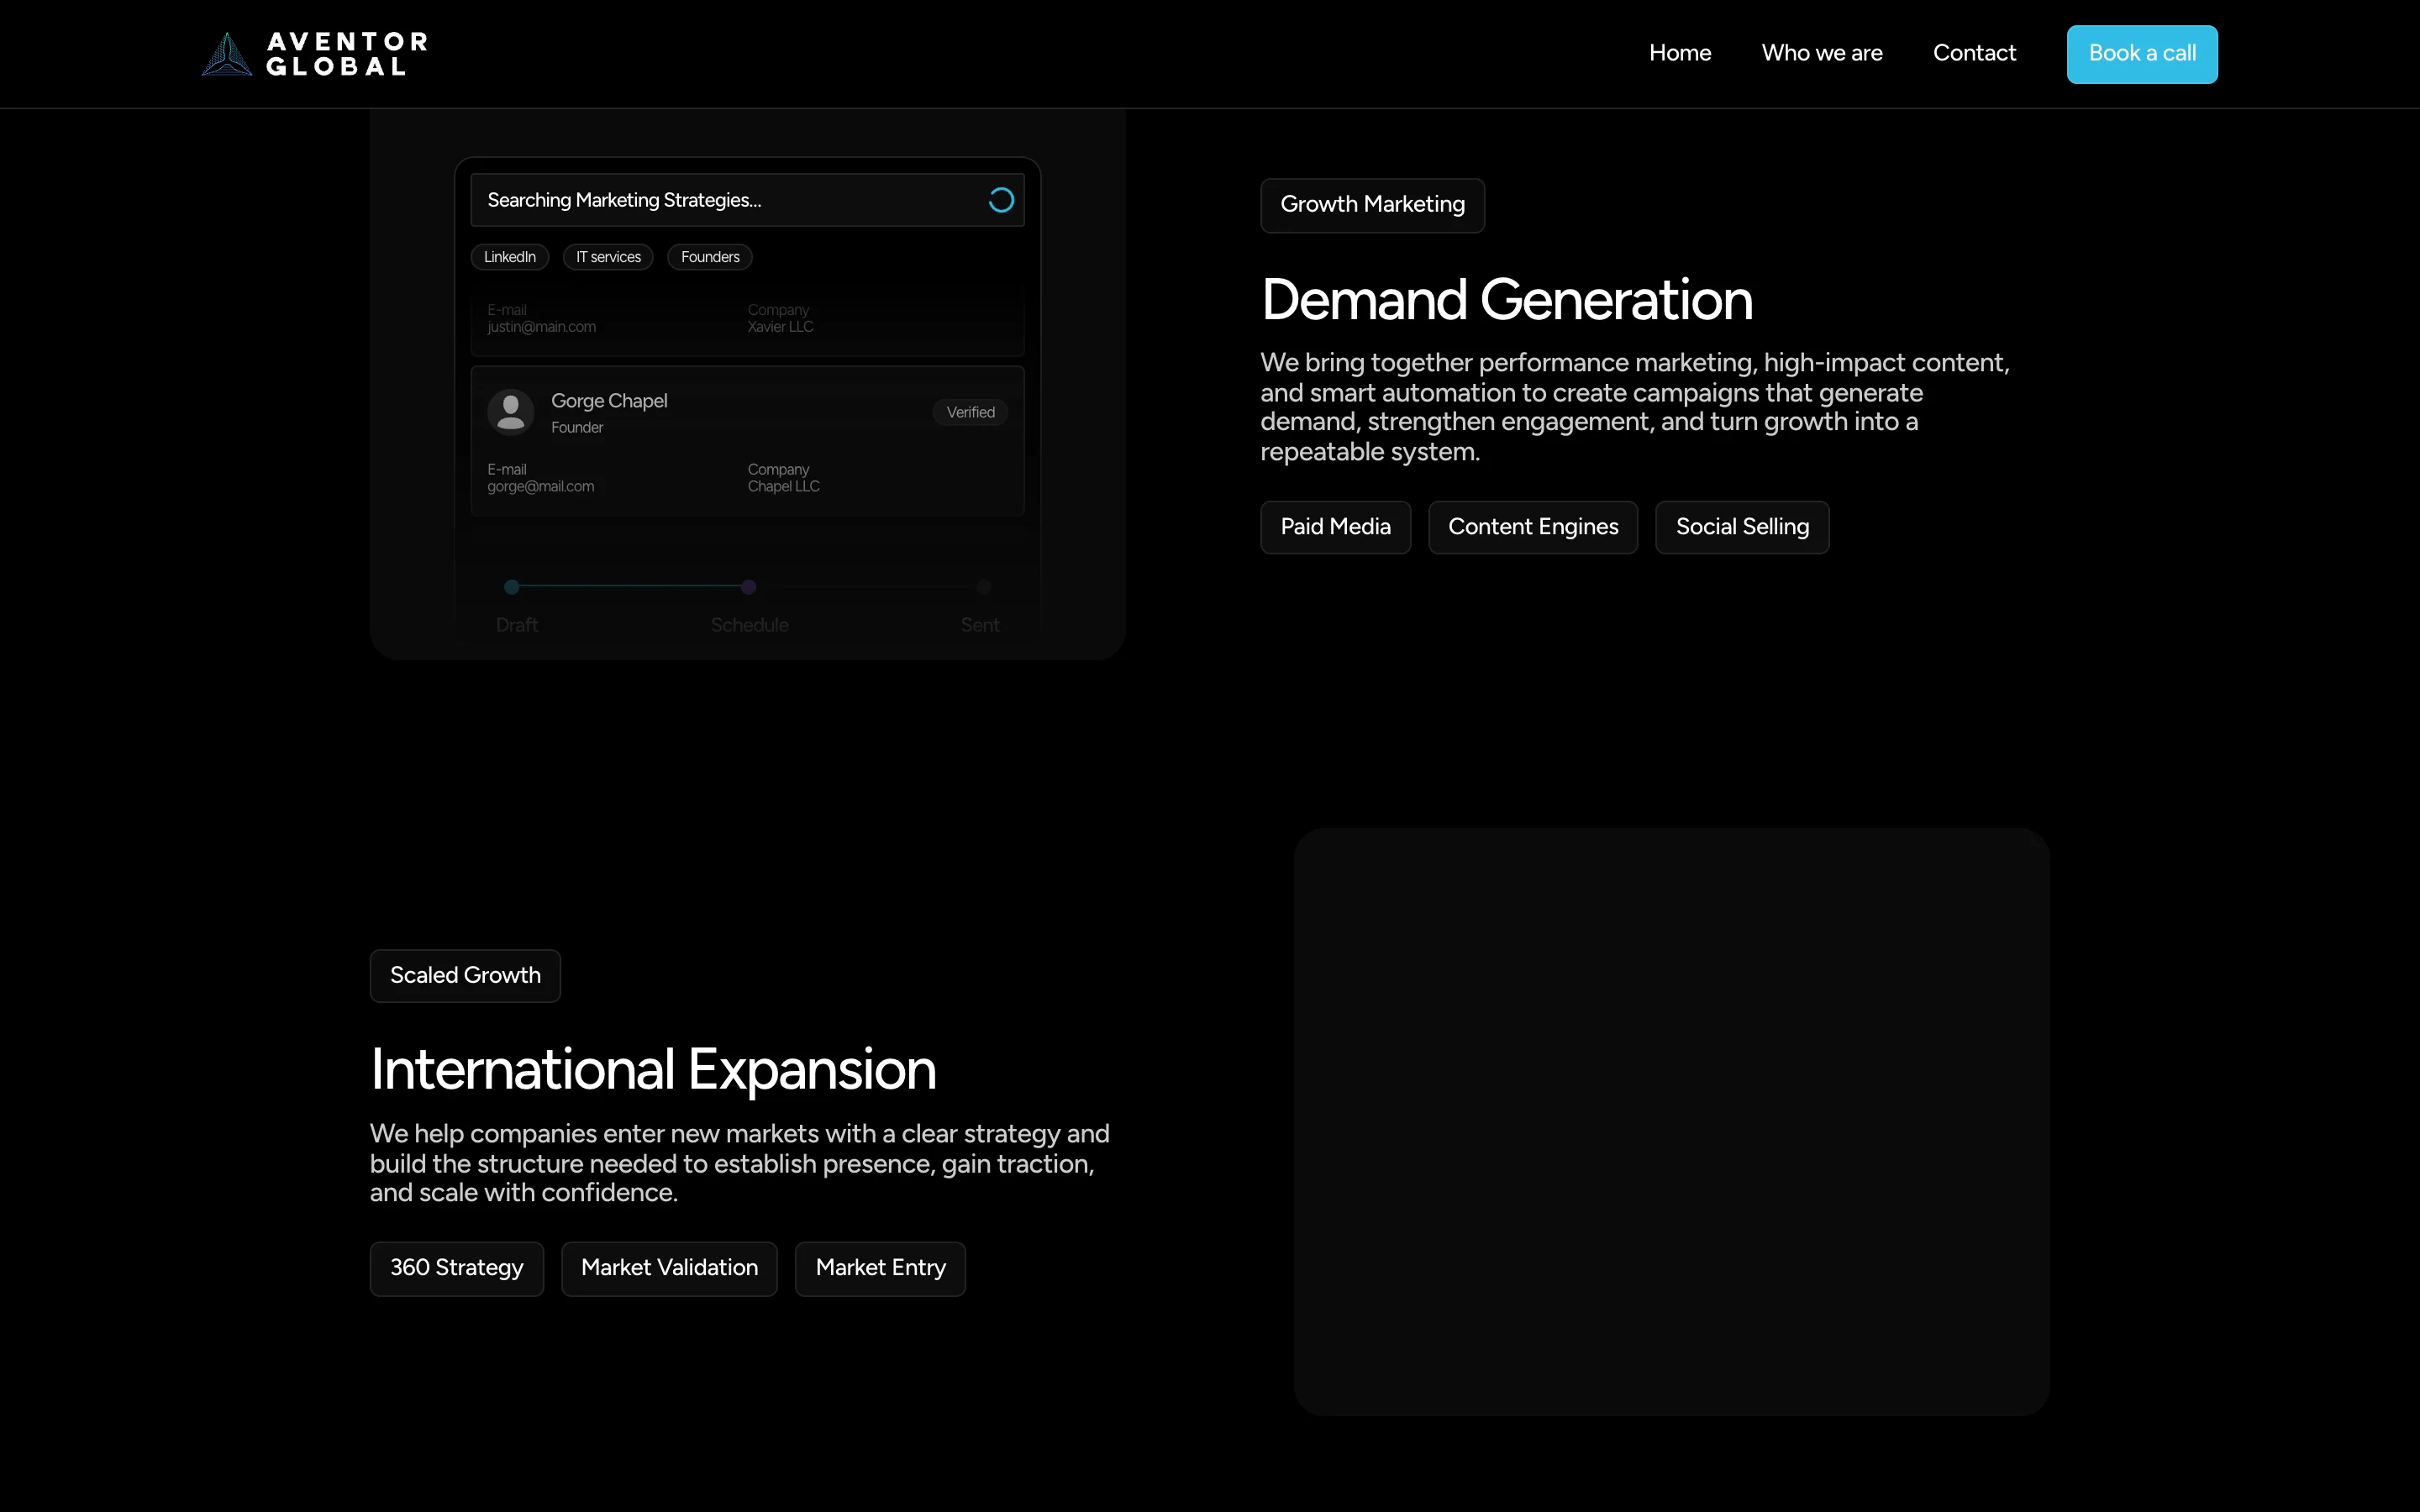 AVENTOR
GLOBAL
Home
Who we are
Contact
Book a call
Searching Marketing Strategies...
LinkedIn
IT services
Founders
E-mail
justin@main.com
Company
Xavier LLC
Gorge Chapel
Founder
Verified
E-mail
gorge@mail.com
Company
Chapel LLC
Draft
Schedule
Sent
Growth Marketing
Demand Generation
We bring together performance marketing, high-impact content,
and smart automation to create campaigns that generate
demand, strengthen engagement, and turn growth into a
repeatable system.
Paid Media
Content Engines
Social Selling
Scaled Growth
International Expansion
We help companies enter new markets with a clear strategy and
build the structure needed to establish presence, gain traction,
and scale with confidence.
360 Strategy
Market Validation
Market Entry